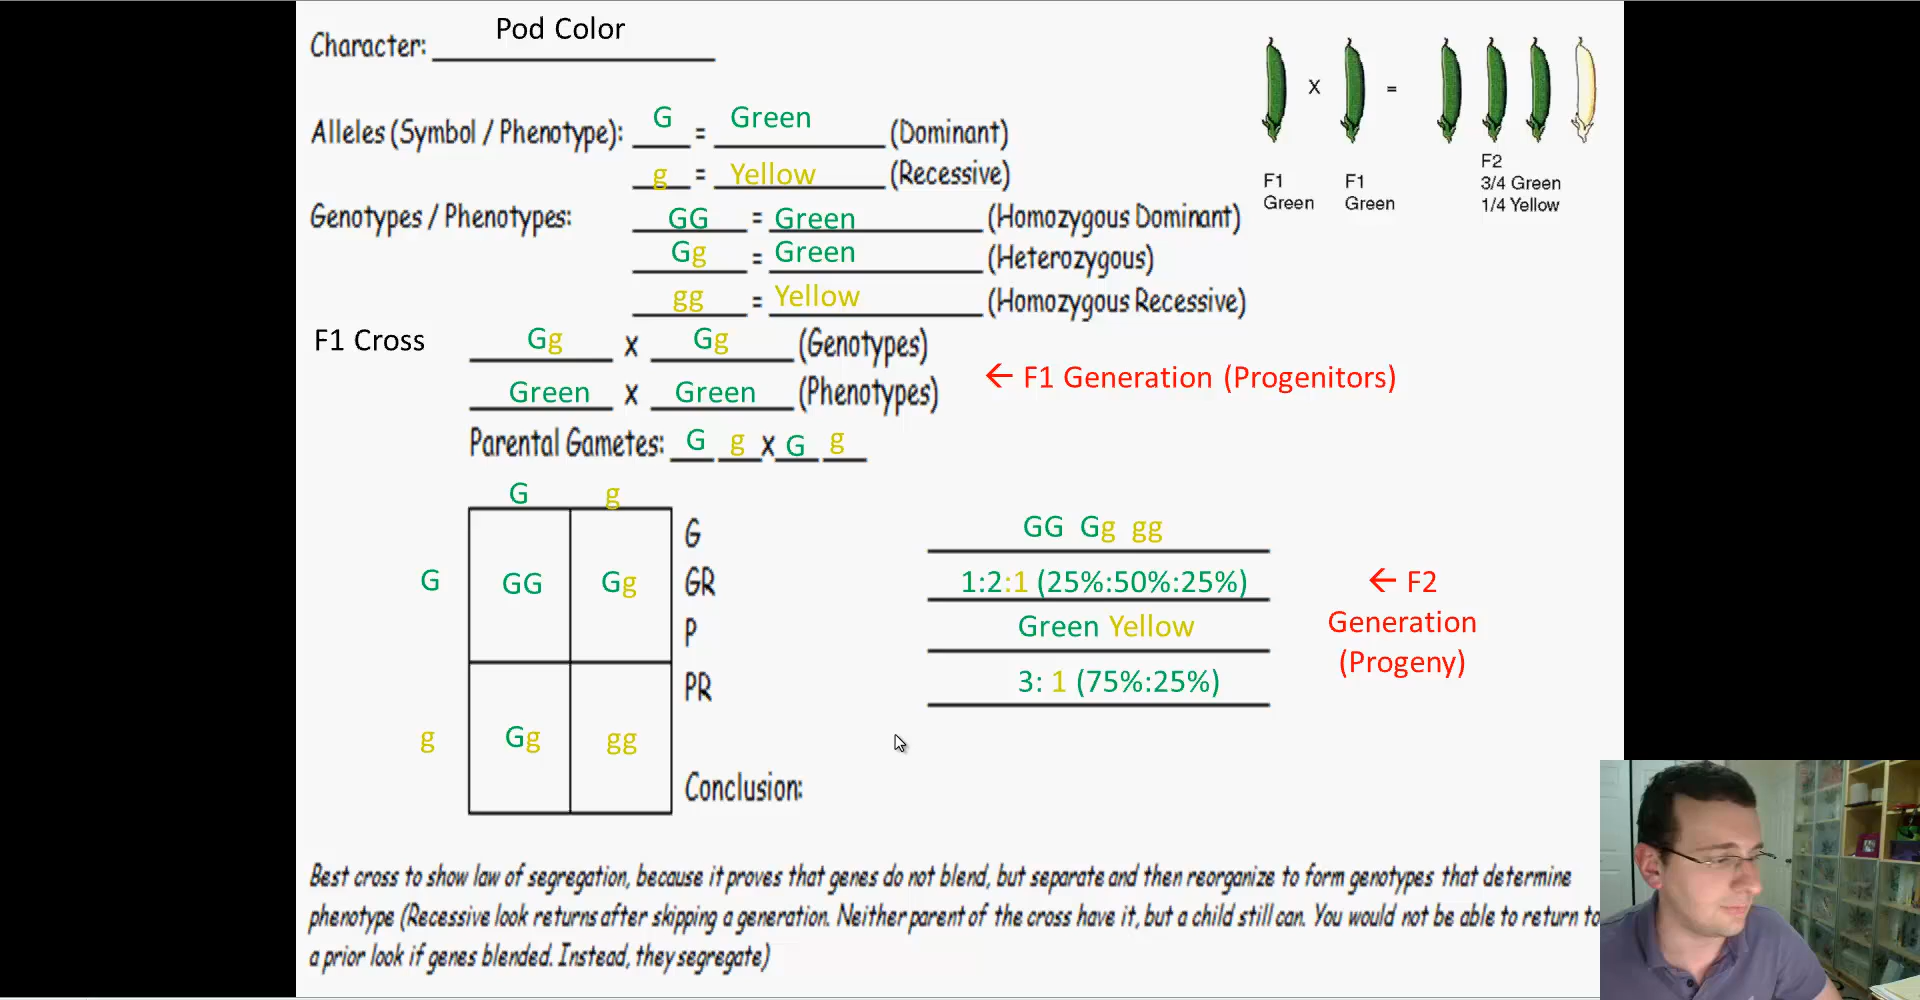 Character: Pod Color
Alleles (Symbol / Phenotype): G = Green (Dominant)
g = Yellow (Recessive)
Genotypes / Phenotypes: GG = Green (Homozygous Dominant)
Gg = Green (Heterozygous)
gg = Yellow (Homozygous Recessive)
X =
F1 Green
F1 Green
F2
3/4 Green
1/4 Yellow
F1 Cross Gg x Gg (Genotypes)
Green x Green (Phenotypes)
← F1 Generation (Progenitors)
Parental Gametes: G g X G g
G g
G GG Gg
g Gg gg
G GG Gg gg
GR 1:2:1 (25%:50%:25%)
P Green Yellow
PR 3: 1 (75%:25%)
← F2
Generation
(Progeny)
Conclusion:
Best cross to show law of segregation, because it proves that genes do not blend, but separate and then reorganize to form genotypes that determine
phenotype (Recessive look returns after skipping a generation. Neither parent of the cross have it, but a child still can. You would not be able to return to
a prior look if genes blended. Instead, they segregate)